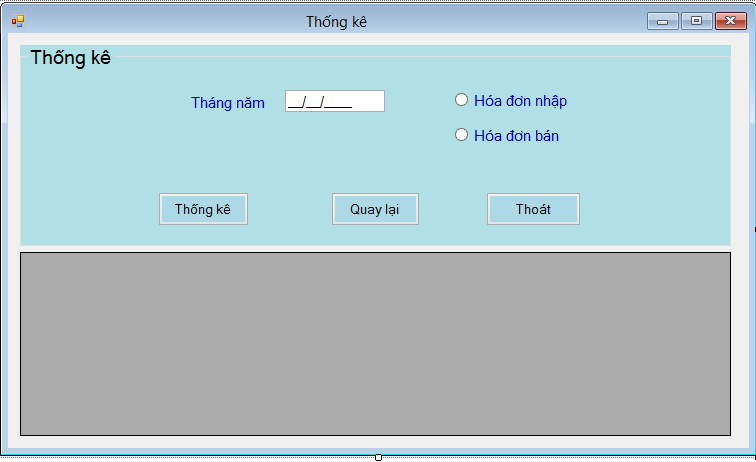 Thống kê
Thống kê
Tháng năm __/__/____
Hóa đơn nhập
Hóa đơn bán
Thống kê Quay lại Thoát